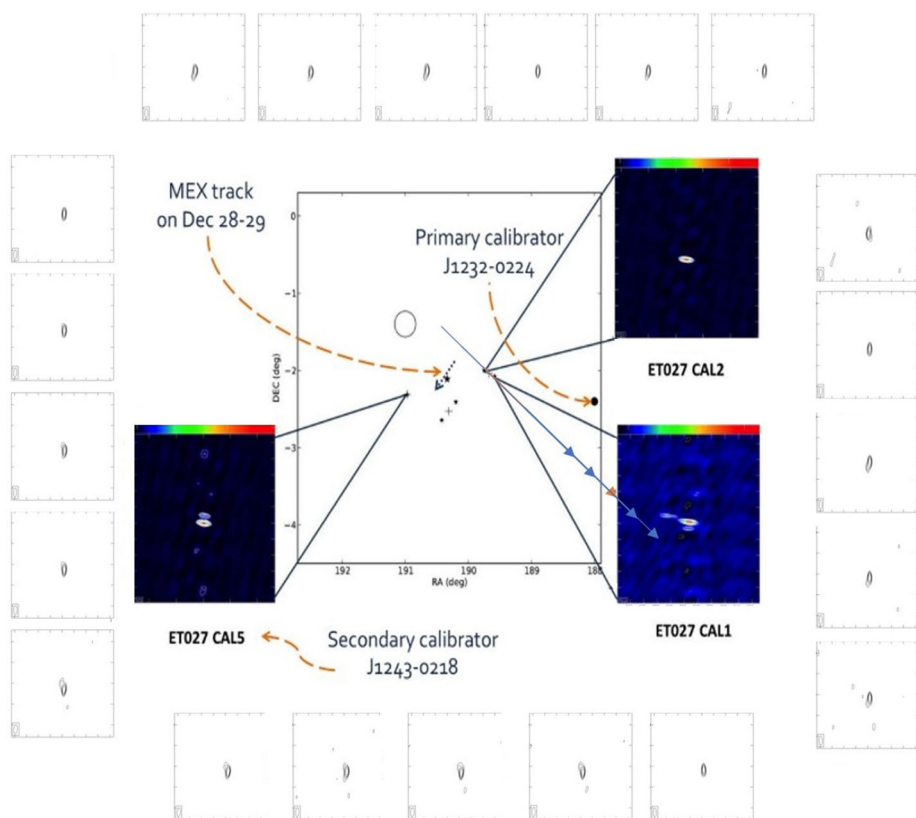 MEX track
on Dec 28-29
Primary calibrator
J1232-0224
ET027 CAL2
0
−1
−2
−3
−4
DEC (deg)
192
191
190
189
188
RA (deg)
ET027 CAL5
ET027 CAL1
Secondary calibrator
J1243-0218